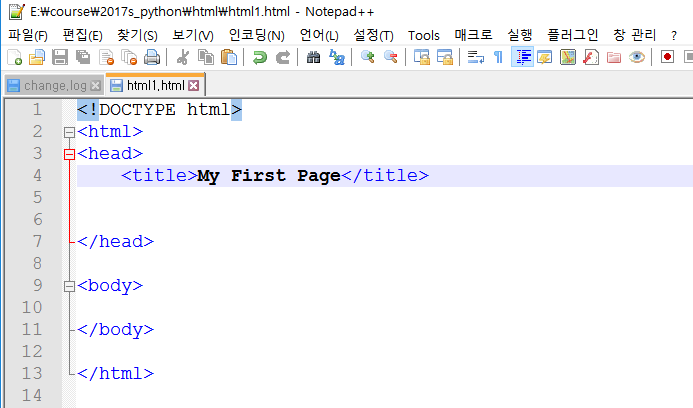 E:₩course₩2017s_python₩html₩html1.html - Notepad++
파일(F) 편집(E) 찾기(S) 보기(V) 인코딩(N) 언어(L) 설정(T) Tools 매크로 실행 플러그인 창 관리 ?
change.log html1.html
1 <!DOCTYPE html>
2 <html>
3 <head>
4 <title>My First Page</title>
5
6
7 </head>
8
9 <body>
10
11 </body>
12
13 </html>
14